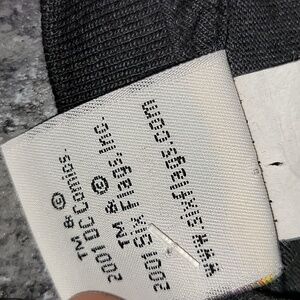 TM & ©
2001 DC Comics.
TM & ©
2001 Six Flags, Inc.
www.sixflags.com